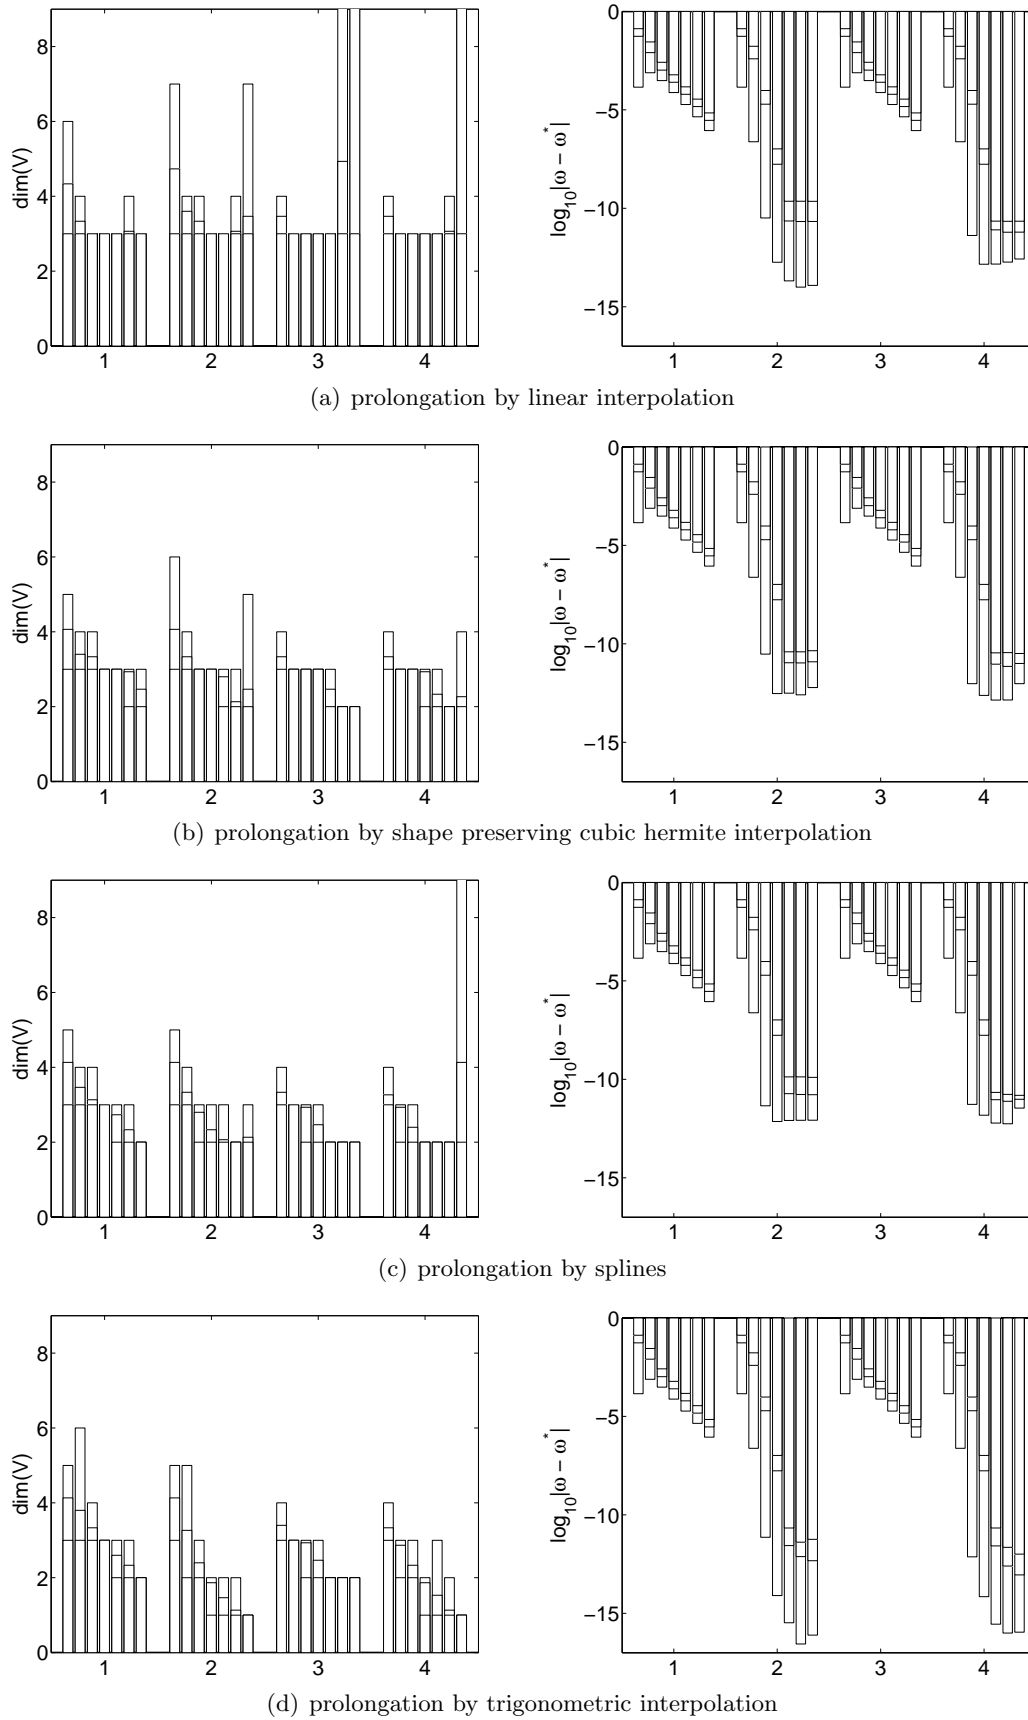 8
6
4
2
0
dim(V)
1 2 3 4
0
−5
−10
−15
log10|ω − ω*|
1 2 3 4
(a) prolongation by linear interpolation
8
6
4
2
0
dim(V)
1 2 3 4
0
−5
−10
−15
log10|ω − ω*|
1 2 3 4
(b) prolongation by shape preserving cubic hermite interpolation
8
6
4
2
0
dim(V)
1 2 3 4
0
−5
−10
−15
log10|ω − ω*|
1 2 3 4
(c) prolongation by splines
8
6
4
2
0
dim(V)
1 2 3 4
0
−5
−10
−15
log10|ω − ω*|
1 2 3 4
(d) prolongation by trigonometric interpolation